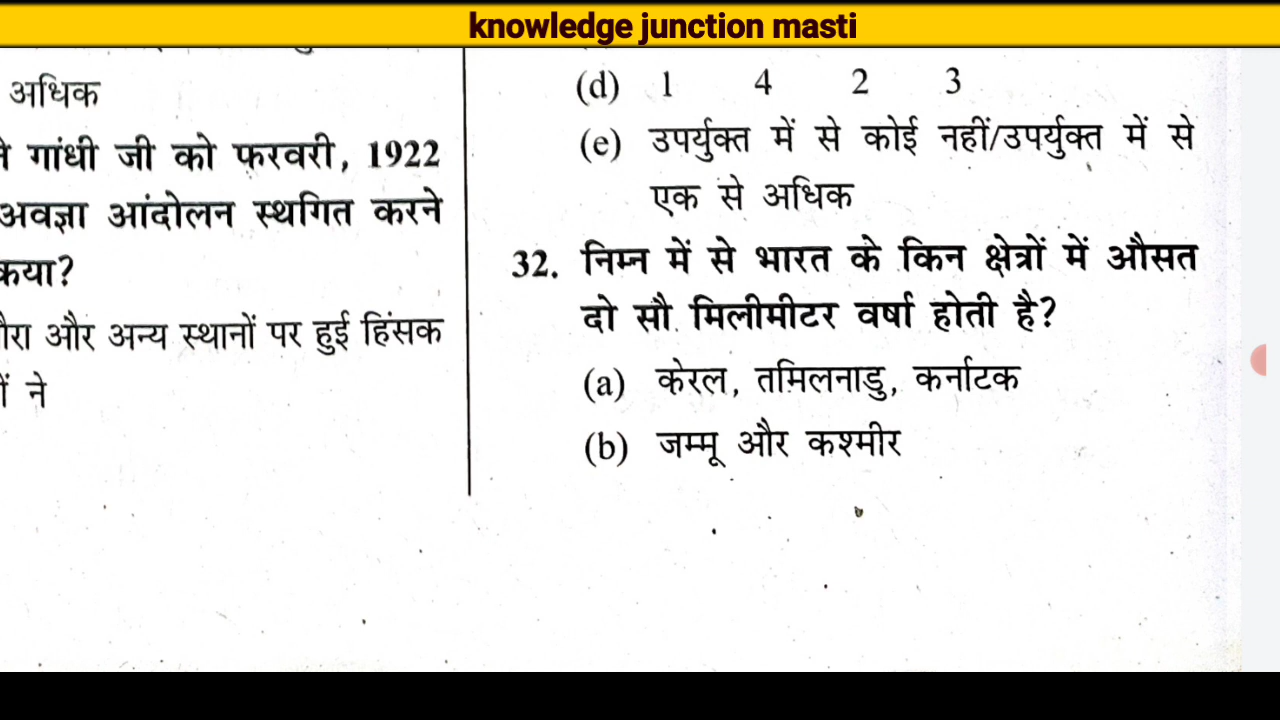 knowledge junction masti
अधिक
गांधी जी को फरवरी, 1922
अवज्ञा आंदोलन स्थगित करने
और अन्य स्थानों पर हुई हिंसक
ने
(d) 1 4 2 3
(e) उपर्युक्त में से कोई नहीं/उपर्युक्त में से
एक से अधिक
32. निम्न में से भारत के किन क्षेत्रों में औसत
दो सौ मिलीमीटर वर्षा होती है?
(a) केरल, तमिलनाडु, कर्नाटक
(b) जम्मू और कश्मीर